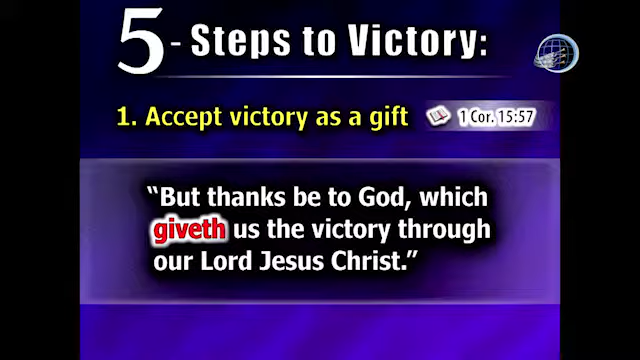 5 - Steps to Victory:
1. Accept victory as a gift 1 Cor. 15:57
“But thanks be to God, which
giveth us the victory through
our Lord Jesus Christ.”